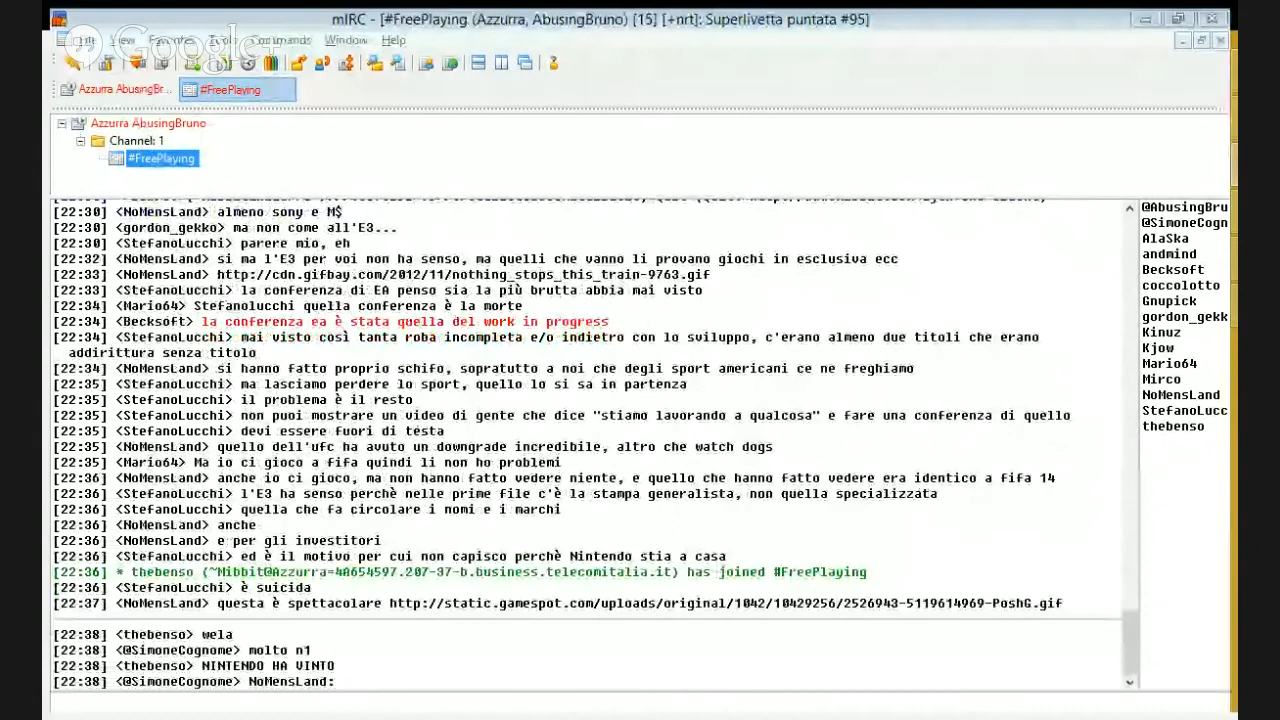 mIRC - [#FreePlaying (Azzurra, AbusingBruno) [15] [+nrt]: Superlivetta puntata #95]
View Favorites Tools Commands Window Help
Google+
Azzurra AbusingBr... #FreePlaying
Azzurra AbusingBruno
Channel: 1
#FreePlaying
[22:30] <NoMensLand> almeno sony e M$
[22:30] <gordon_gekko> ma non come all'E3...
[22:30] <StefanoLucchi> parere mio, eh
[22:32] <NoMensLand> si ma l'E3 per voi non ha senso, ma quelli che vanno li provano giochi in esclusiva ecc
[22:33] <NoMensLand> http://cdn.gifbay.com/2012/11/nothing_stops_this_train-9763.gif
[22:33] <StefanoLucchi> la conferenza di EA penso sia la più brutta abbia mai visto
[22:34] <Mario64> Stefanolucchi quella conferenza è la morte
[22:34] <Becksoft> la conferenza ea è stata quella del work in progress
[22:34] <StefanoLucchi> mai visto così tanta roba incompleta e/o indietro con lo sviluppo, c'erano almeno due titoli che erano
addirittura senza titolo
[22:34] <NoMensLand> si hanno fatto proprio schifo, sopratutto a noi che degli sport americani ce ne freghiamo
[22:35] <StefanoLucchi> ma lasciamo perdere lo sport, quello lo si sa in partenza
[22:35] <StefanoLucchi> il problema è il resto
[22:35] <StefanoLucchi> non puoi mostrare un video di gente che dice "stiamo lavorando a qualcosa" e fare una conferenza di quello
[22:35] <StefanoLucchi> devi essere fuori di testa
[22:35] <NoMensLand> quello dell'ufc ha avuto un downgrade incredibile, altro che watch dogs
[22:35] <Mario64> Ma io ci gioco a fifa quindi lì non ho problemi
[22:36] <NoMensLand> anche io ci gioco, ma non hanno fatto vedere niente, e quello che hanno fatto vedere era identico a fifa 14
[22:36] <StefanoLucchi> l'E3 ha senso perchè nelle prime file c'è la stampa generalista, non quella specializzata
[22:36] <StefanoLucchi> quella che fa circolare i nomi e i marchi
[22:36] <NoMensLand> anche
[22:36] <NoMensLand> e per gli investitori
[22:36] <StefanoLucchi> ed è il motivo per cui non capisco perchè Nintendo stia a casa
[22:36] * thebenso (~Mibbit@Azzurra=4A654597.207-37-b.business.telecomitalia.it) has joined #FreePlaying
[22:36] <StefanoLucchi> è suicida
[22:37] <NoMensLand> questa è spettacolare http://static.gamespot.com/uploads/original/1042/10429256/2526943-5119614969-PoshG.gif
[22:38] <thebenso> wela
[22:38] <@SimoneCognome> molto n1
[22:38] <thebenso> NINTENDO HA VINTO
[22:38] <@SimoneCognome> NoMensLand:
@AbusingBru
@SimoneCogn
AlaSka
andmind
Becksoft
coccolotto
Gnupick
gordon_gekk
Kinuz
Kjow
Mario64
Mirco
NoMensLand
StefanoLucc
thebenso